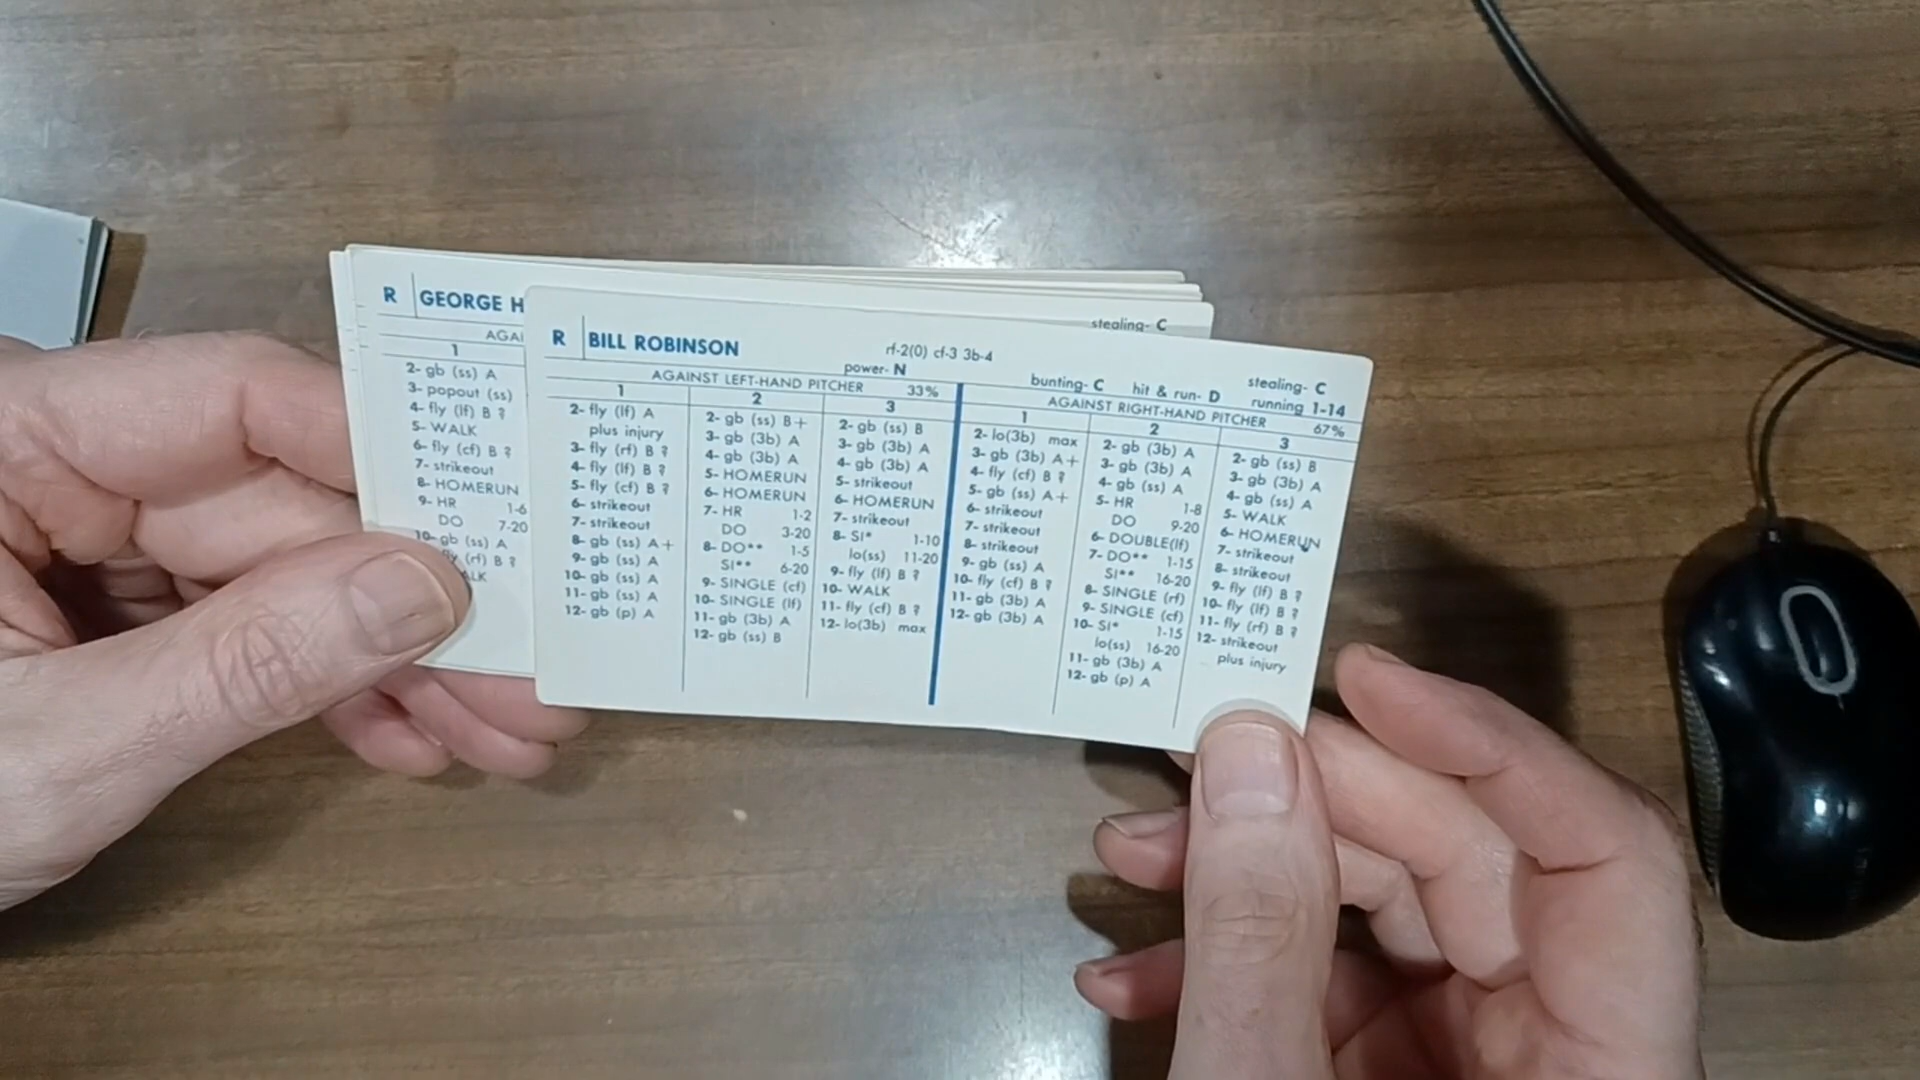 stealing- C
R GEORGE H
AGAI
1
2- gb (ss) A
3- popout (ss)
4- fly (lf) B ?
5- WALK
6- fly (cf) B ?
7- strikeout
8- HOMERUN
9- HR 1-6
DO 7-20
10- gb (ss) A
fly (rf) B ?
ALK
R BILL ROBINSON rf-2(0) cf-3 3b-4 stealing- C
power- N bunting- C hit & run- D running 1-14
AGAINST LEFT-HAND PITCHER 33%
1
2- fly (lf) A
plus injury
3- fly (rf) B ?
4- fly (lf) B ?
5- fly (cf) B ?
6- strikeout
7- strikeout
8- gb (ss) A+
9- gb (ss) A
10- gb (ss) A
11- gb (ss) A
12- gb (p) A
2
2- gb (ss) B+
3- gb (3b) A
4- gb (3b) A
5- HOMERUN
6- HOMERUN
7- HR 1-2
DO 3-20
8- DO** 1-5
SI** 6-20
9- SINGLE (cf)
10- SINGLE (lf)
11- gb (3b) A
12- gb (ss) B
3
2- gb (ss) B
3- gb (3b) A
4- gb (3b) A
5- strikeout
6- HOMERUN
7- strikeout
8- SI* 1-10
lo(ss) 11-20
9- fly (lf) B ?
10- WALK
11- fly (cf) B ?
12- lo(3b) max
AGAINST RIGHT-HAND PITCHER 67%
1
2- lo(3b) max
3- gb (3b) A+
4- fly (cf) B ?
5- gb (ss) A+
6- strikeout
7- strikeout
8- strikeout
9- gb (ss) A
10- fly (cf) B ?
11- gb (3b) A
12- gb (3b) A
2
2- gb (3b) A
3- gb (3b) A
4- gb (ss) A
5- HR 1-8
DO 9-20
6- DOUBLE(lf)
7- DO** 1-15
SI** 16-20
8- SINGLE (rf)
9- SINGLE (cf)
10- SI* 1-15
lo(ss) 16-20
11- gb (3b) A
12- gb (p) A
3
2- gb (ss) B
3- gb (3b) A
4- gb (ss) A
5- WALK
6- HOMERUN
7- strikeout
8- strikeout
9- fly (lf) B ?
10- fly (lf) B ?
11- fly (rf) B ?
12- strikeout
plus injury